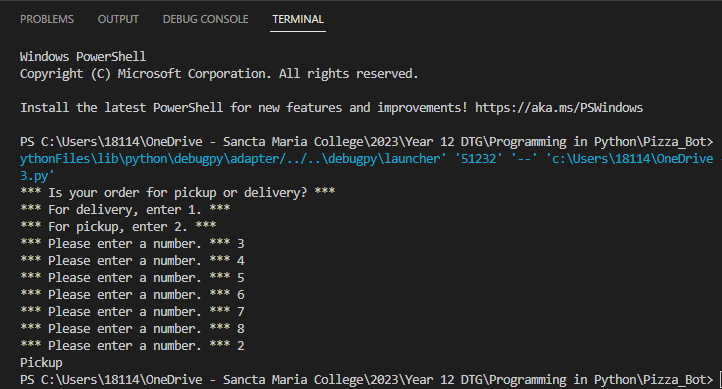 PROBLEMS OUTPUT DEBUG CONSOLE TERMINAL
Windows PowerShell
Copyright (C) Microsoft Corporation. All rights reserved.
Install the latest PowerShell for new features and improvements! https://aka.ms/PSWindows
PS C:\Users\18114\OneDrive - Sancta Maria College\2023\Year 12 DTG\Programming in Python\Pizza_Bot>
ythonFiles\lib\python\debugpy\adapter/../..\debugpy\launcher' '51232' '--' 'c:\Users\18114\OneDrive
3.py'
*** Is your order for pickup or delivery? ***
*** For delivery, enter 1. ***
*** For pickup, enter 2. ***
*** Please enter a number. *** 3
*** Please enter a number. *** 4
*** Please enter a number. *** 5
*** Please enter a number. *** 6
*** Please enter a number. *** 7
*** Please enter a number. *** 8
*** Please enter a number. *** 2
Pickup
PS C:\Users\18114\OneDrive - Sancta Maria College\2023\Year 12 DTG\Programming in Python\Pizza_Bot>